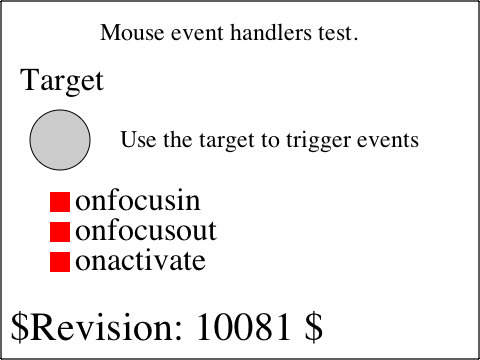 Mouse event handlers test.
Target
Use the target to trigger events
onfocusin
onfocusout
onactivate
$Revision: 10081 $